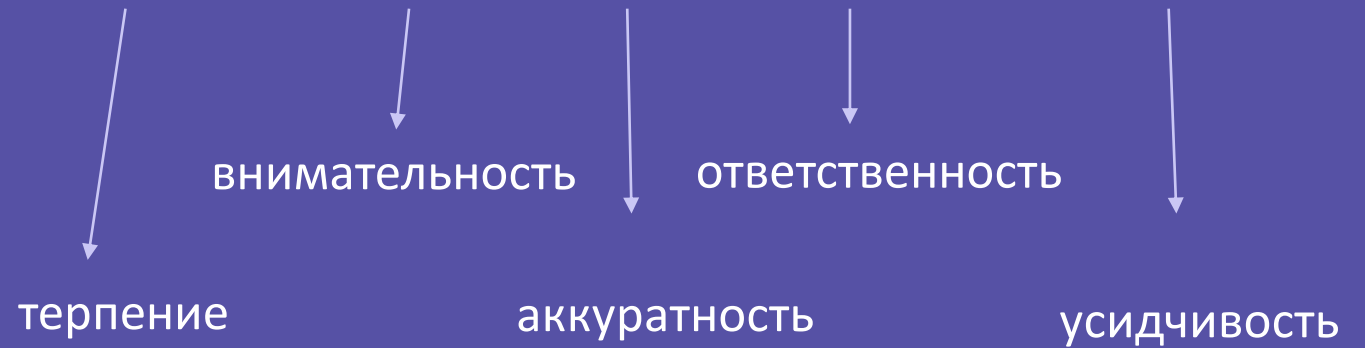 внимательность ответственность
терпение аккуратность усидчивость